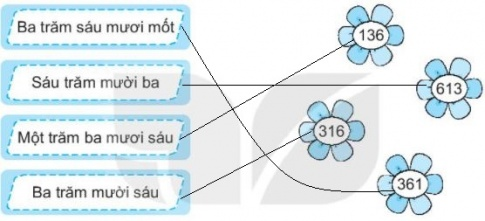 Ba trăm sáu mươi mốt
136
Sáu trăm mười ba
613
Một trăm ba mươi sáu
316
Ba trăm mười sáu
361